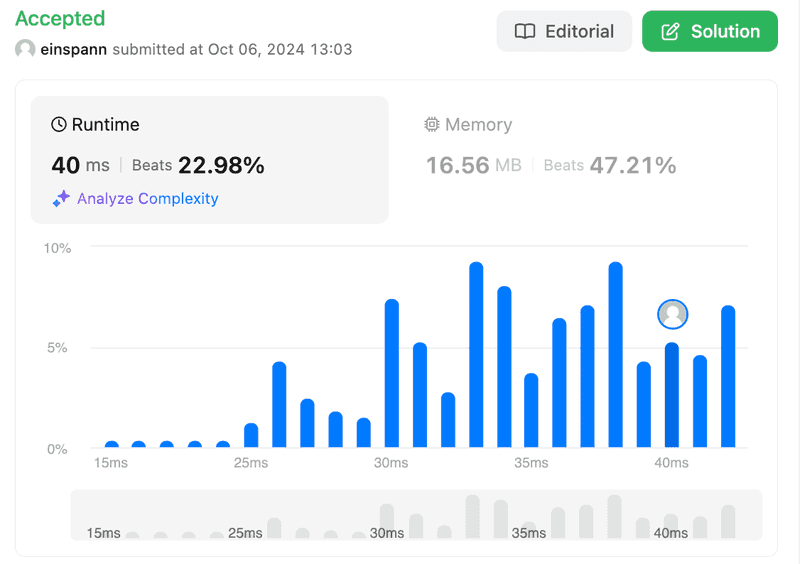 Accepted
einspann submitted at Oct 06, 2024 13:03
Editorial
Solution
Runtime
40 ms | Beats 22.98%
Analyze Complexity
Memory
16.56 MB | Beats 47.21%
10%
5%
0%
15ms 25ms 30ms 35ms 40ms
15ms 25ms 30ms 35ms 40ms